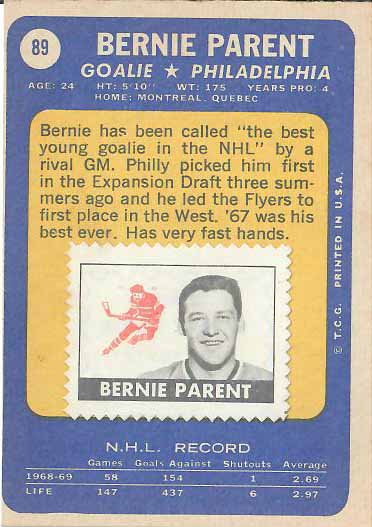 89
BERNIE PARENT
GOALIE ★ PHILADELPHIA
AGE: 24 HT: 5'10" WT: 175 YEARS PRO: 4
HOME: MONTREAL, QUEBEC
Bernie has been called "the best
young goalie in the NHL" by a
rival GM. Philly picked him first
in the Expansion Draft three sum-
mers ago and he led the Flyers to
first place in the West. '67 was his
best ever. Has very fast hands.
BERNIE PARENT
© T.C.G. PRINTED IN U.S.A.
N.H.L. RECORD
Games Goals Against Shutouts Average
1968-69 58 154 1 2.69
LIFE 147 437 6 2.97